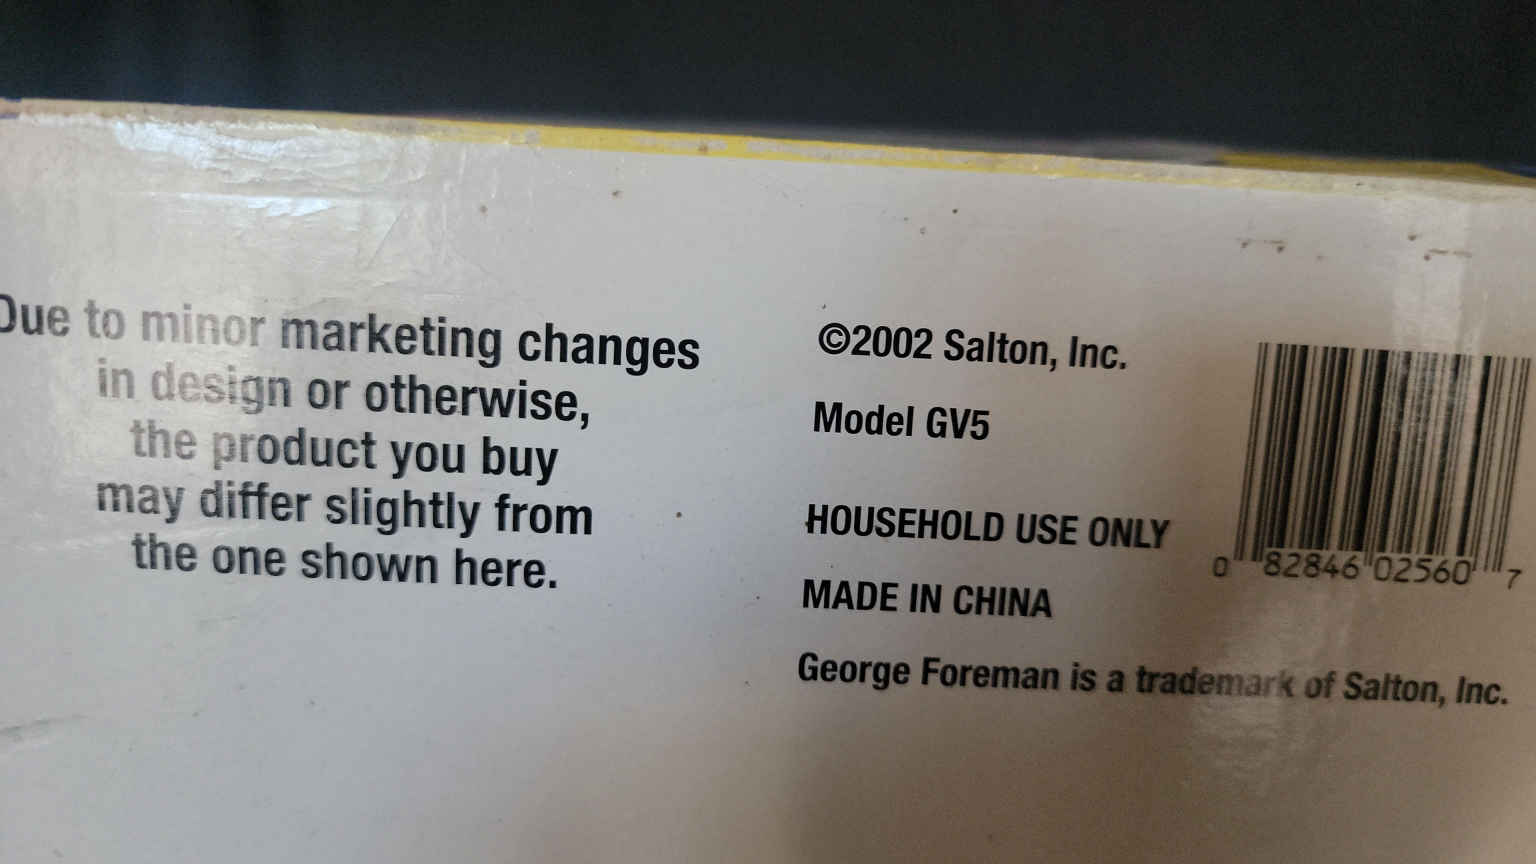 Due to minor marketing changes
in design or otherwise,
the product you buy
may differ slightly from
the one shown here.
©2002 Salton, Inc.
Model GV5
HOUSEHOLD USE ONLY
MADE IN CHINA
George Foreman is a trademark of Salton, Inc.
0 82846 02560 7